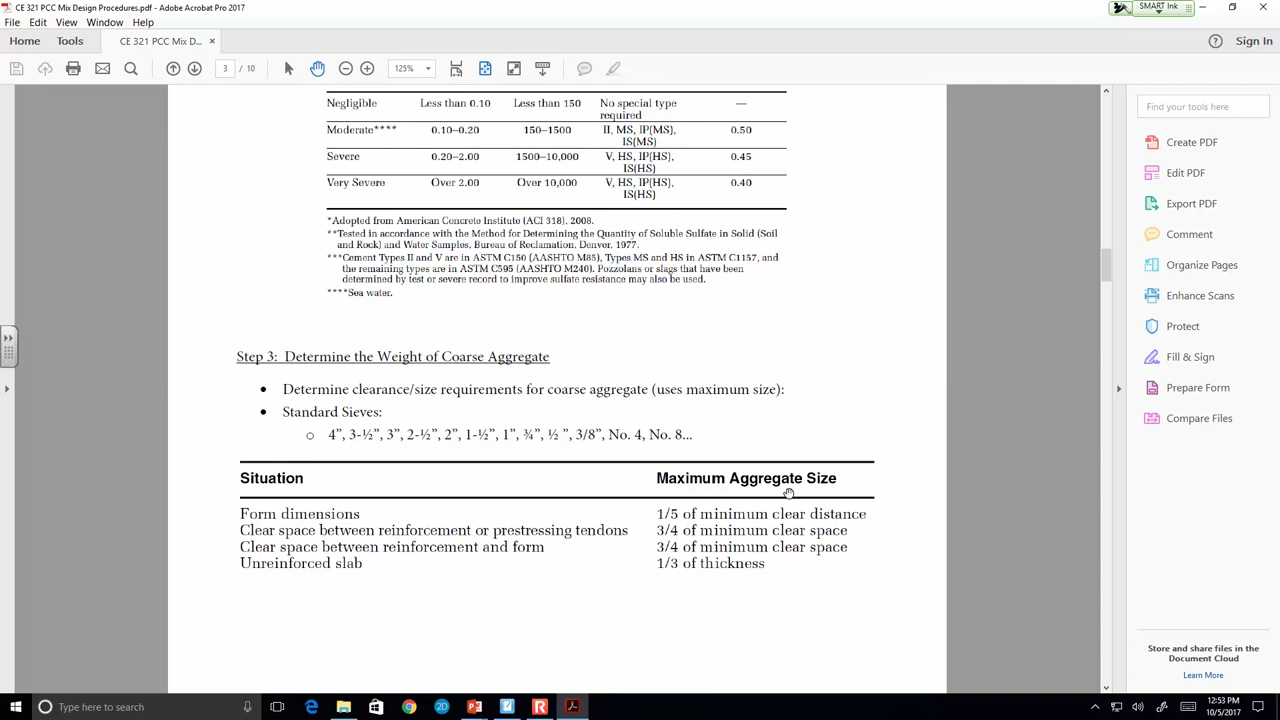 CE 321 PCC Mix Design Procedures.pdf - Adobe Acrobat Pro 2017
SMART Ink
File Edit View Window Help
Home Tools CE 321 PCC Mix D... × Sign In
3 / 10 125%
Find your tools here
Create PDF
Edit PDF
Export PDF
Comment
Organize Pages
Enhance Scans
Protect
Fill & Sign
Prepare Form
Compare Files
Store and share files in the
Document Cloud
Learn More
Negligible Less than 0.10 Less than 150 No special type —
required
Moderate**** 0.10–0.20 150–1500 II, MS, IP(MS), 0.50
IS(MS)
Severe 0.20–2.00 1500–10,000 V, HS, IP(HS), 0.45
IS(HS)
Very Severe Over 2.00 Over 10,000 V, HS, IP(HS), 0.40
IS(HS)
*Adopted from American Concrete Institute (ACI 318), 2008.
**Tested in accordance with the Method for Determining the Quantity of Soluble Sulfate in Solid (Soil
and Rock) and Water Samples, Bureau of Reclamation, Denver, 1977.
***Cement Types II and V are in ASTM C150 (AASHTO M85), Types MS and HS in ASTM C1157, and
the remaining types are in ASTM C595 (AASHTO M240). Pozzolans or slags that have been
determined by test or severe record to improve sulfate resistance may also be used.
****Sea water.
Step 3: Determine the Weight of Coarse Aggregate
• Determine clearance/size requirements for coarse aggregate (uses maximum size):
• Standard Sieves:
o 4”, 3-½”, 3”, 2-½”, 2”, 1-½”, 1”, ¾”, ½ ”, 3/8”, No. 4, No. 8...
Situation Maximum Aggregate Size
Form dimensions 1/5 of minimum clear distance
Clear space between reinforcement or prestressing tendons 3/4 of minimum clear space
Clear space between reinforcement and form 3/4 of minimum clear space
Unreinforced slab 1/3 of thickness
Type here to search
12:53 PM
10/5/2017